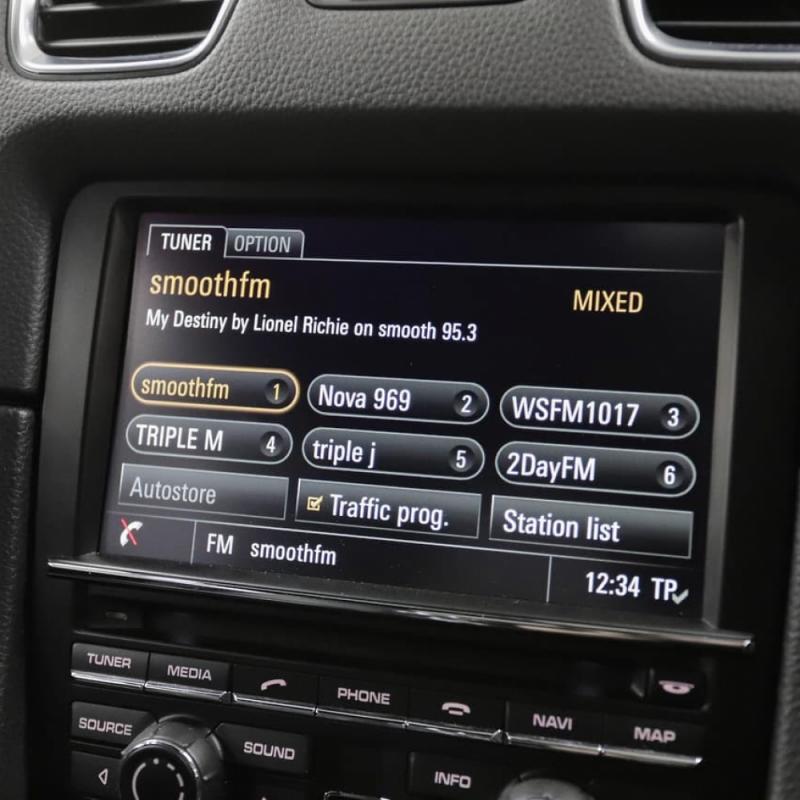 TUNER OPTION
smoothfm MIXED
My Destiny by Lionel Richie on smooth 95.3
smoothfm 1 Nova 969 2 WSFM1017 3
TRIPLE M 4 triple j 5 2DayFM 6
Autostore Traffic prog. Station list
FM smoothfm 12:34 TP
TUNER MEDIA PHONE NAVI MAP
SOURCE SOUND INFO